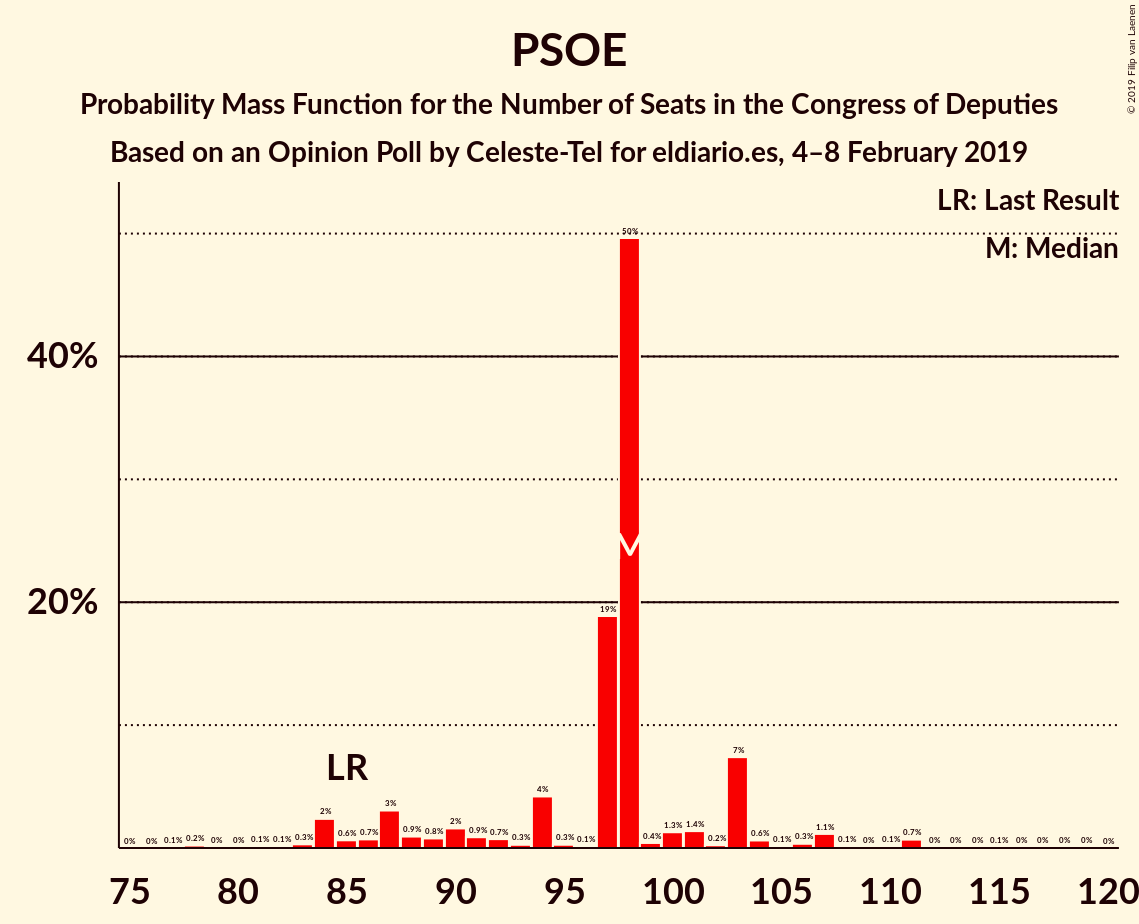 PSOE
Probability Mass Function for the Number of Seats in the Congress of Deputies
Based on an Opinion Poll by Celeste-Tel for eldiario.es, 4–8 February 2019
© 2019 Filip van Laenen
LR: Last Result
M: Median
40%
20%
LR
0% 0% 0.1% 0.2% 0% 0% 0.1% 0.1% 0.3% 2% 0.6% 0.7% 3% 0.9% 0.8% 2% 0.9% 0.7% 0.3% 4% 0.3% 0.1% 19% 50% 0.4% 1.3% 1.4% 0.2% 7% 0.6% 0.1% 0.3% 1.1% 0.1% 0% 0.1% 0.7% 0% 0% 0% 0.1% 0% 0% 0% 0% 0%
75 80 85 90 95 100 105 110 115 120